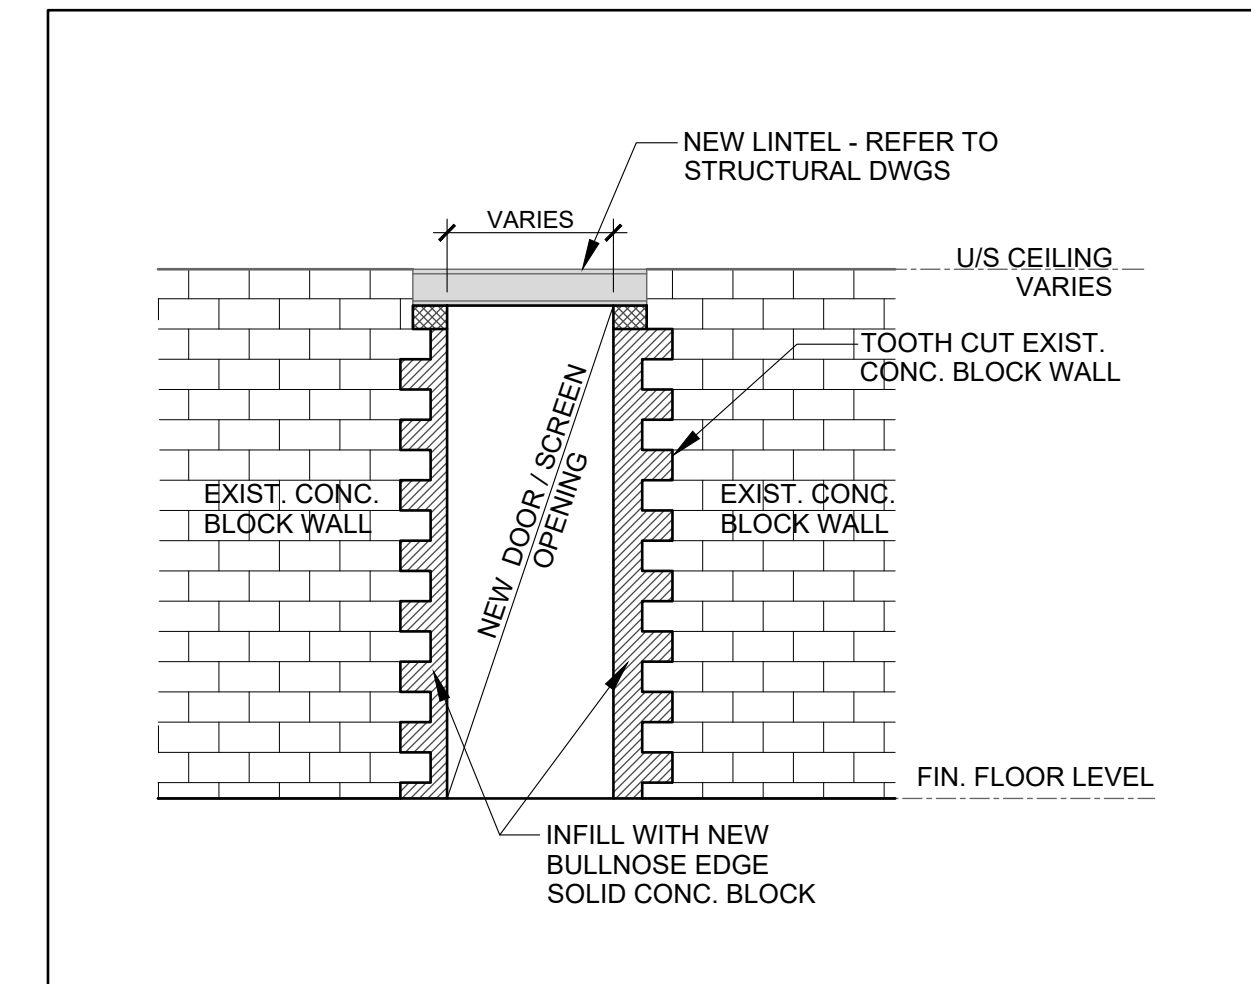 NEW LINTEL - REFER TO
STRUCTURAL DWGS
VARIES
U/S CEILING
VARIES
TOOTH CUT EXIST.
CONC. BLOCK WALL
EXIST. CONC.
BLOCK WALL
NEW DOOR / SCREEN
OPENING
EXIST. CONC.
BLOCK WALL
FIN. FLOOR LEVEL
INFILL WITH NEW
BULLNOSE EDGE
SOLID CONC. BLOCK